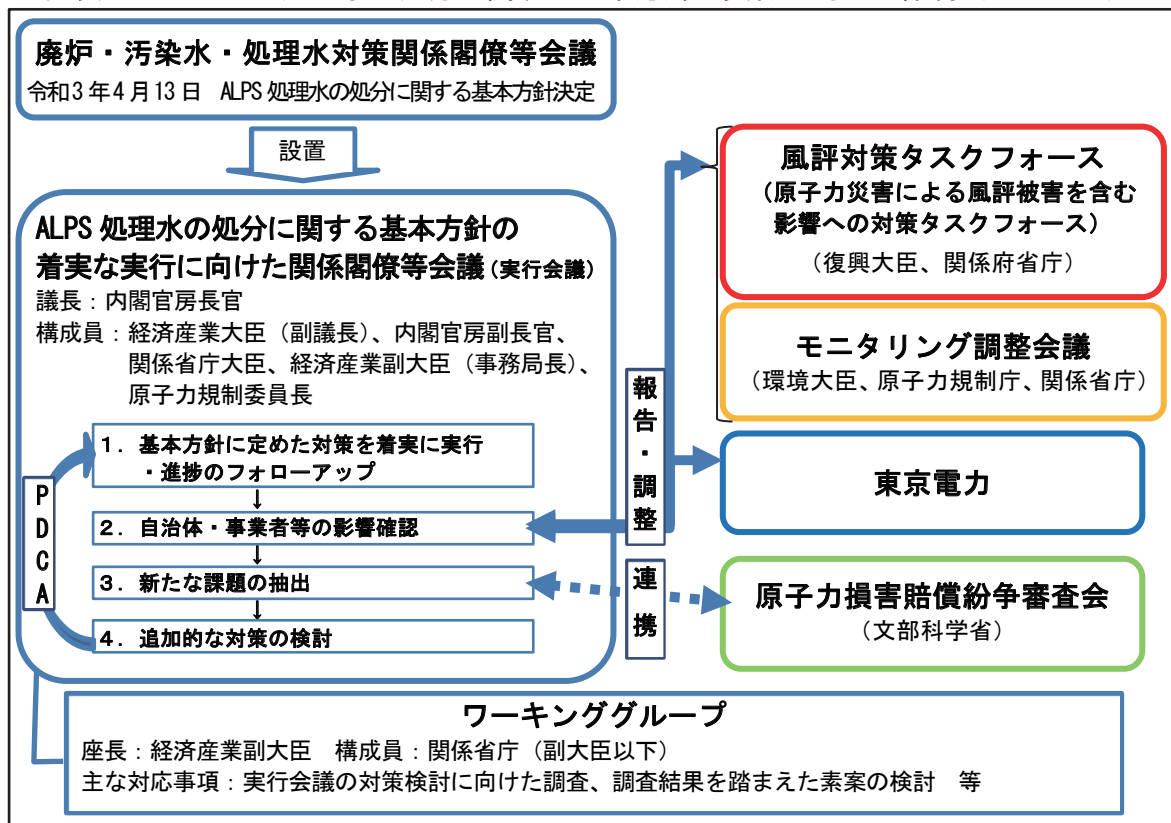 廃炉・汚染水・処理水対策関係閣僚等会議
令和3年4月13日 ALPS 処理水の処分に関する基本方針決定
設置
ALPS 処理水の処分に関する基本方針の
着実な実行に向けた関係閣僚等会議(実行会議)
議長：内閣官房長官
構成員：経済産業大臣（副議長）、内閣官房副長官、
関係省庁大臣、経済産業副大臣（事務局長）、
原子力規制委員長
PDCA
1．基本方針に定めた対策を着実に実行
・進捗のフォローアップ
↓
2．自治体・事業者等の影響確認
↓
3．新たな課題の抽出
↓
4．追加的な対策の検討
報告・調整
連携
風評対策タスクフォース
（原子力災害による風評被害を含む
影響への対策タスクフォース）
（復興大臣、関係府省庁）
モニタリング調整会議
（環境大臣、原子力規制庁、関係省庁）
東京電力
原子力損害賠償紛争審査会
（文部科学省）
ワーキンググループ
座長：経済産業副大臣　構成員：関係省庁（副大臣以下）
主な対応事項：実行会議の対策検討に向けた調査、調査結果を踏まえた素案の検討　等